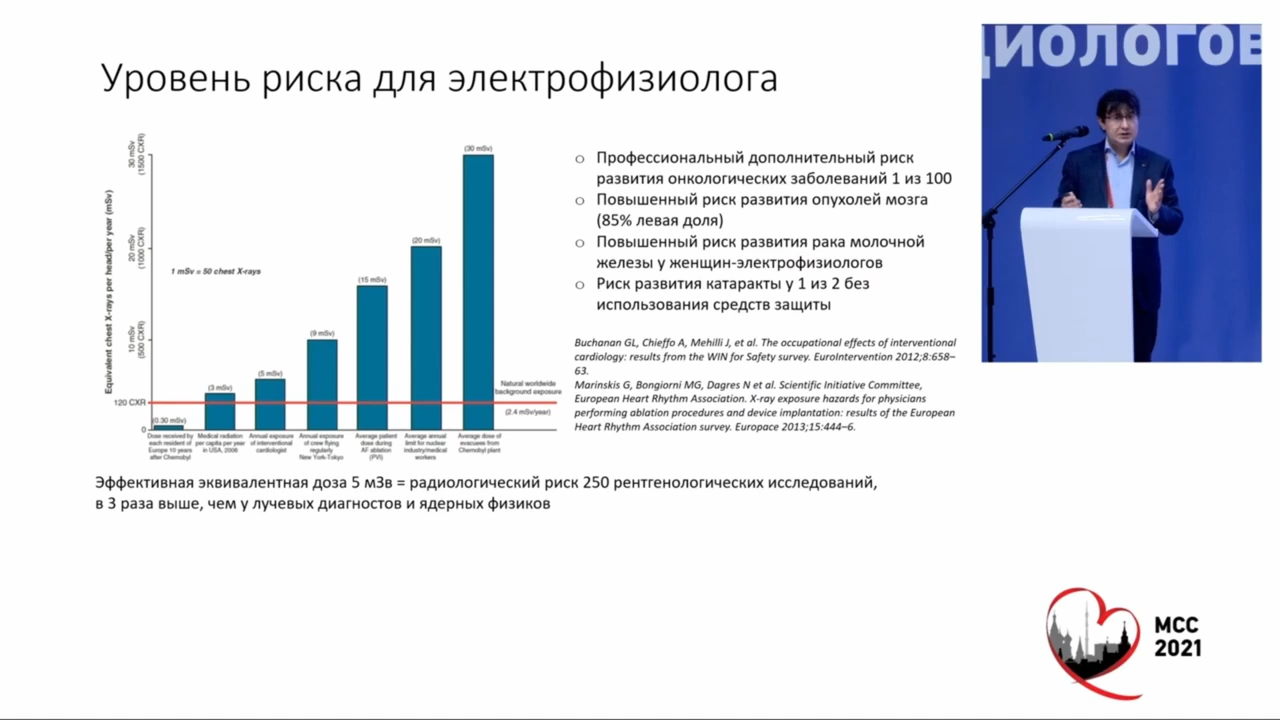 Уровень риска для электрофизиолога
Equivalent chest X-rays per head/per year (mSv)
30 mSv
(1500 CXR)
20 mSv
(1000 CXR)
10 mSv
(500 CXR)
120 CXR
0
1 mSv = 50 chest X-rays
(0.30 mSv)
(3 mSv)
(5 mSv)
(9 mSv)
(15 mSv)
(20 mSv)
(30 mSv)
Natural worldwide
background exposure
(2.4 mSv/year)
Dose received by
each resident of
Europe 10 years
after Chernobyl
Medical radiation
per capita per year
in USA, 2006
Annual exposure
of interventional
cardiologist
Annual exposure
of crew flying
regularly
New York-Tokyo
Average patient
dose during
AF ablation
(PVI)
Average annual
limit for nuclear
industry/medical
workers
Average dose of
evacuees from
Chernobyl plant
o Профессиональный дополнительный риск
развития онкологических заболеваний 1 из 100
o Повышенный риск развития опухолей мозга
(85% левая доля)
o Повышенный риск развития рака молочной
железы у женщин-электрофизиологов
o Риск развития катаракты у 1 из 2 без
использования средств защиты
Buchanan GL, Chieffo A, Mehilli J, et al. The occupational effects of interventional
cardiology: results from the WIN for Safety survey. EuroIntervention 2012;8:658–
63.
Marinskis G, Bongiorni MG, Dagres N et al. Scientific Initiative Committee,
European Heart Rhythm Association. X-ray exposure hazards for physicians
performing ablation procedures and device implantation: results of the European
Heart Rhythm Association survey. Europace 2013;15:444–6.
Эффективная эквивалентная доза 5 мЗв = радиологический риск 250 рентгенологических исследований,
в 3 раза выше, чем у лучевых диагностов и ядерных физиков
диологов
МСС
2021